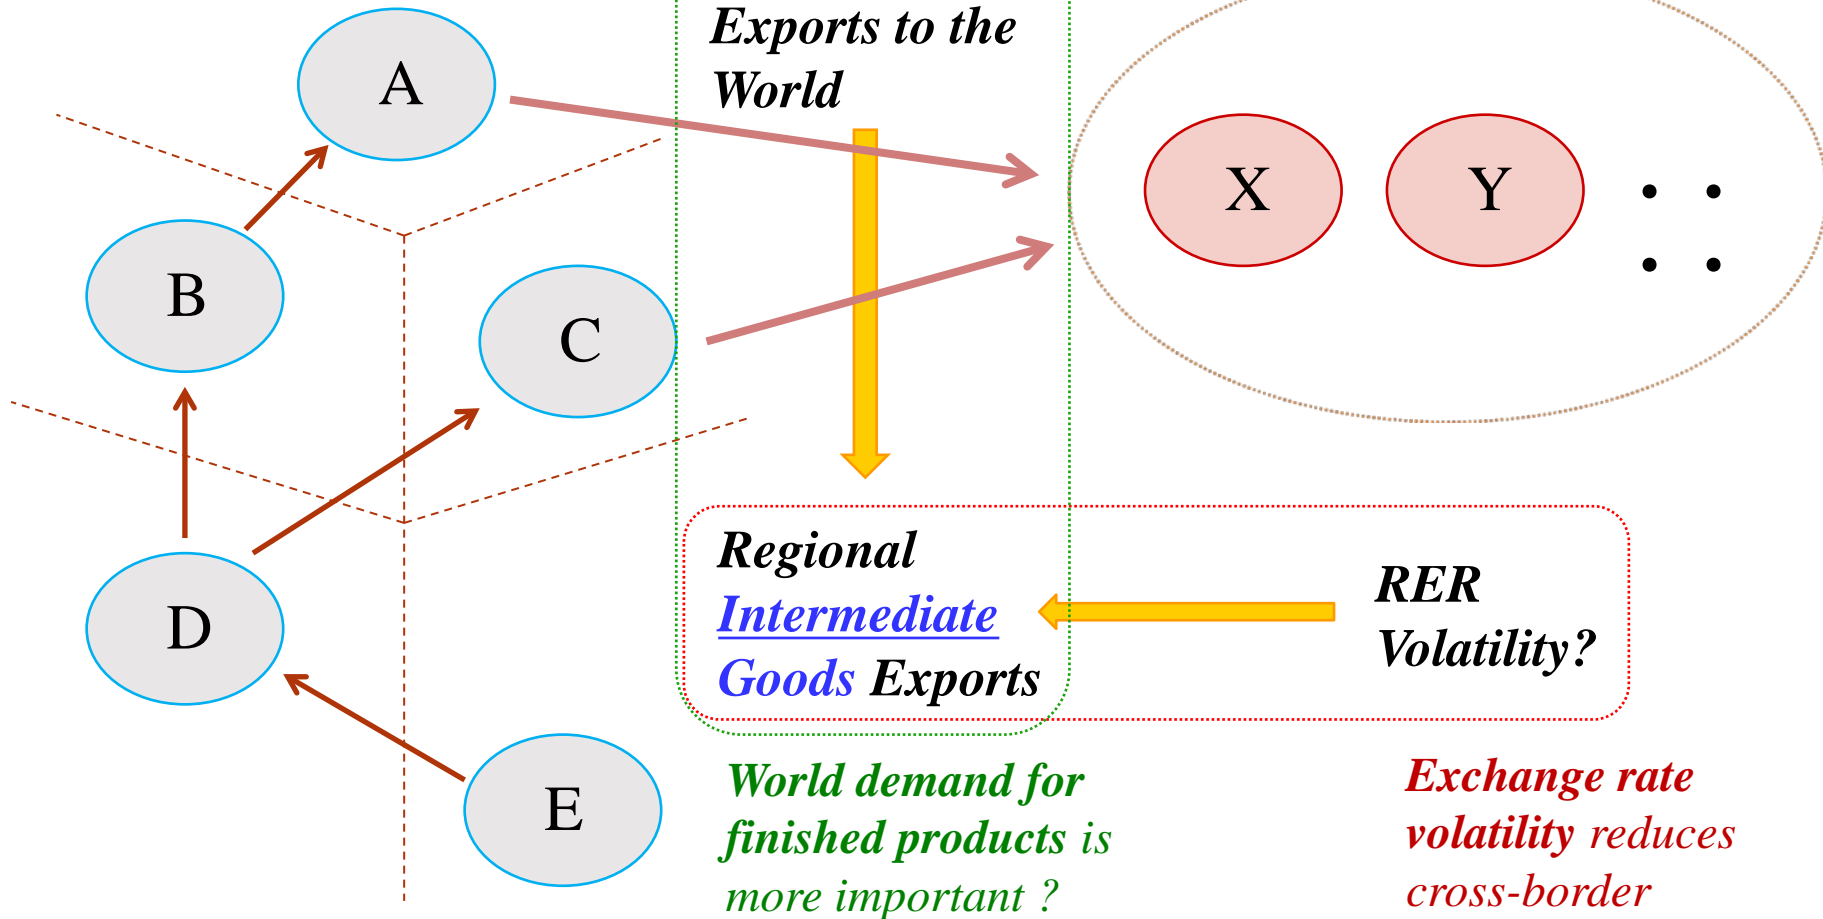 A
B
C
D
E
Exports to the
World
X
Y
Regional
Intermediate
Goods Exports
RER
Volatility?
World demand for
finished products is
more important ?
Exchange rate
volatility reduces
cross-border